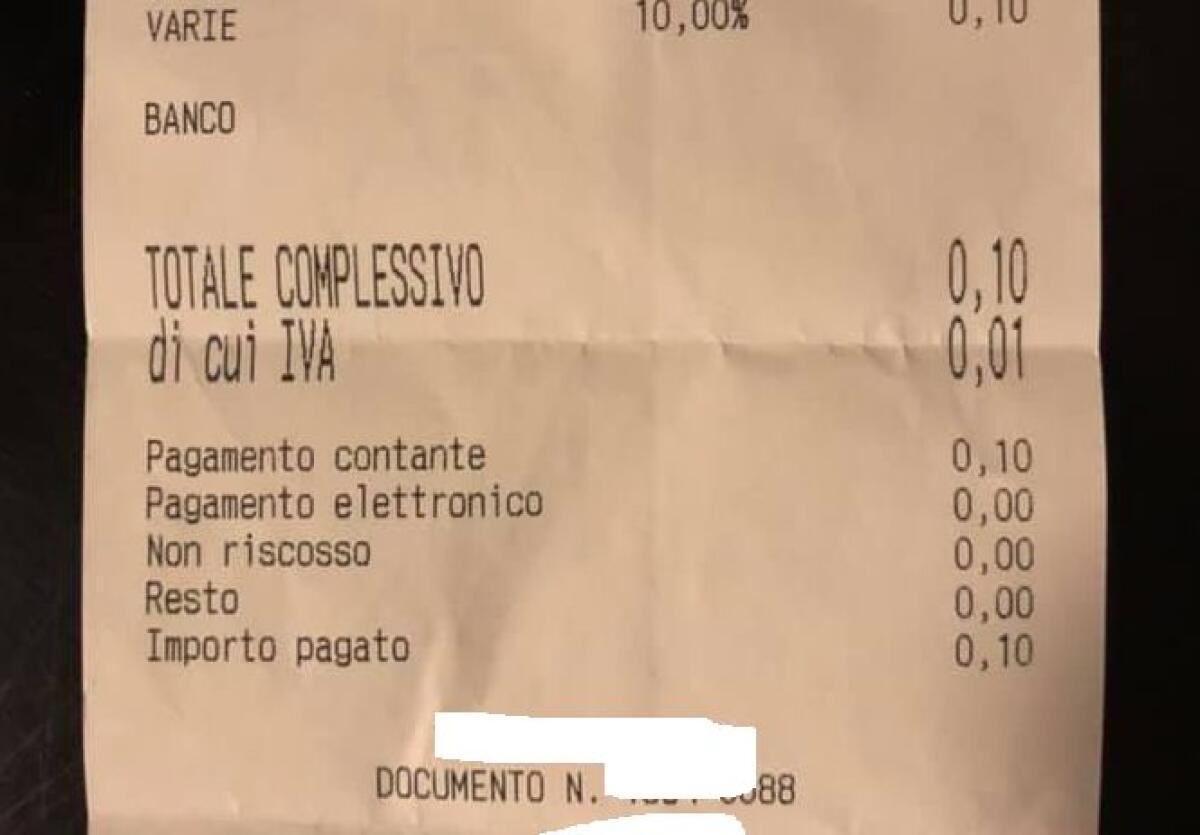 VARIE 10,00% 0,10
BANCO
TOTALE COMPLESSIVO 0,10
di cui IVA 0,01
Pagamento contante 0,10
Pagamento elettronico 0,00
Non riscosso 0,00
Resto 0,00
Importo pagato 0,10
DOCUMENTO N.